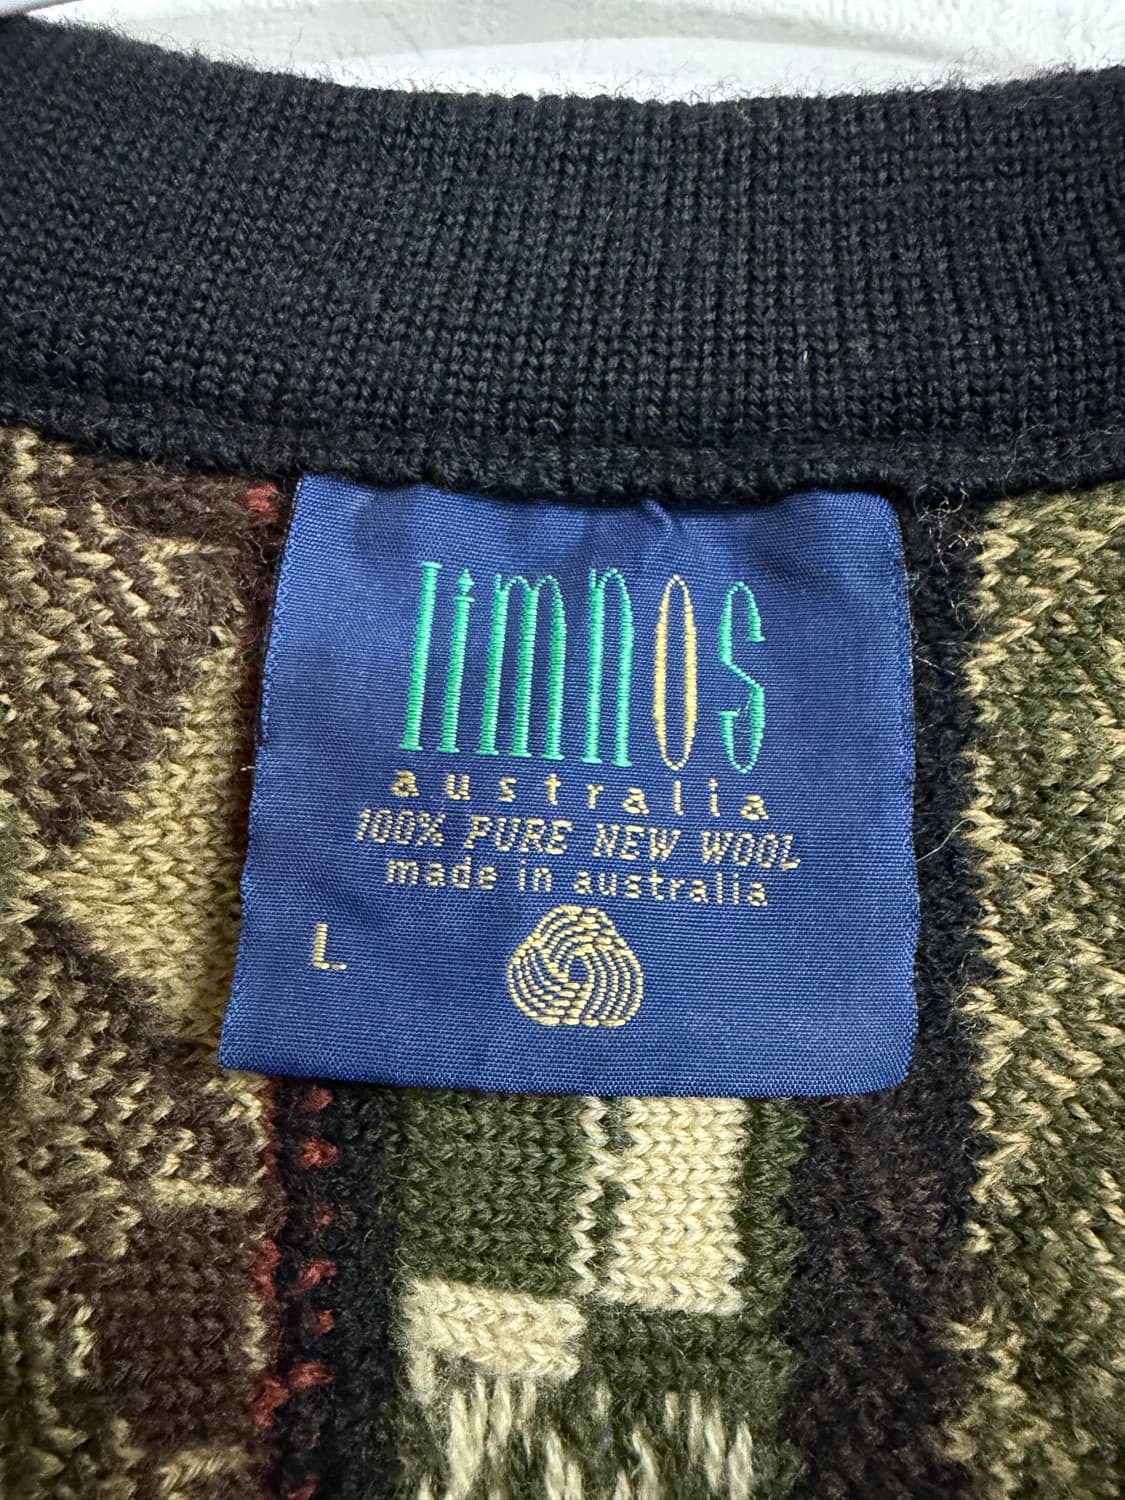 limnos
australia
100% PURE NEW WOOL
made in australia
L